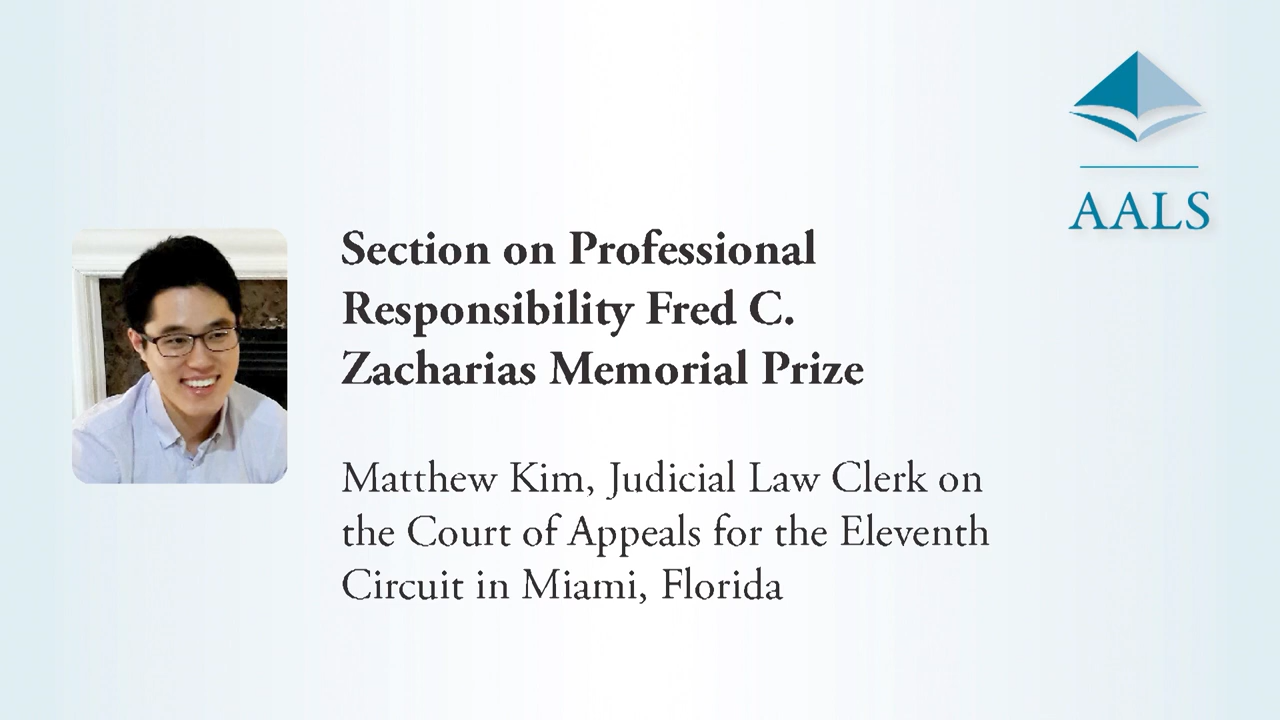 AALS
Section on Professional
Responsibility Fred C.
Zacharias Memorial Prize
Matthew Kim, Judicial Law Clerk on
the Court of Appeals for the Eleventh
Circuit in Miami, Florida